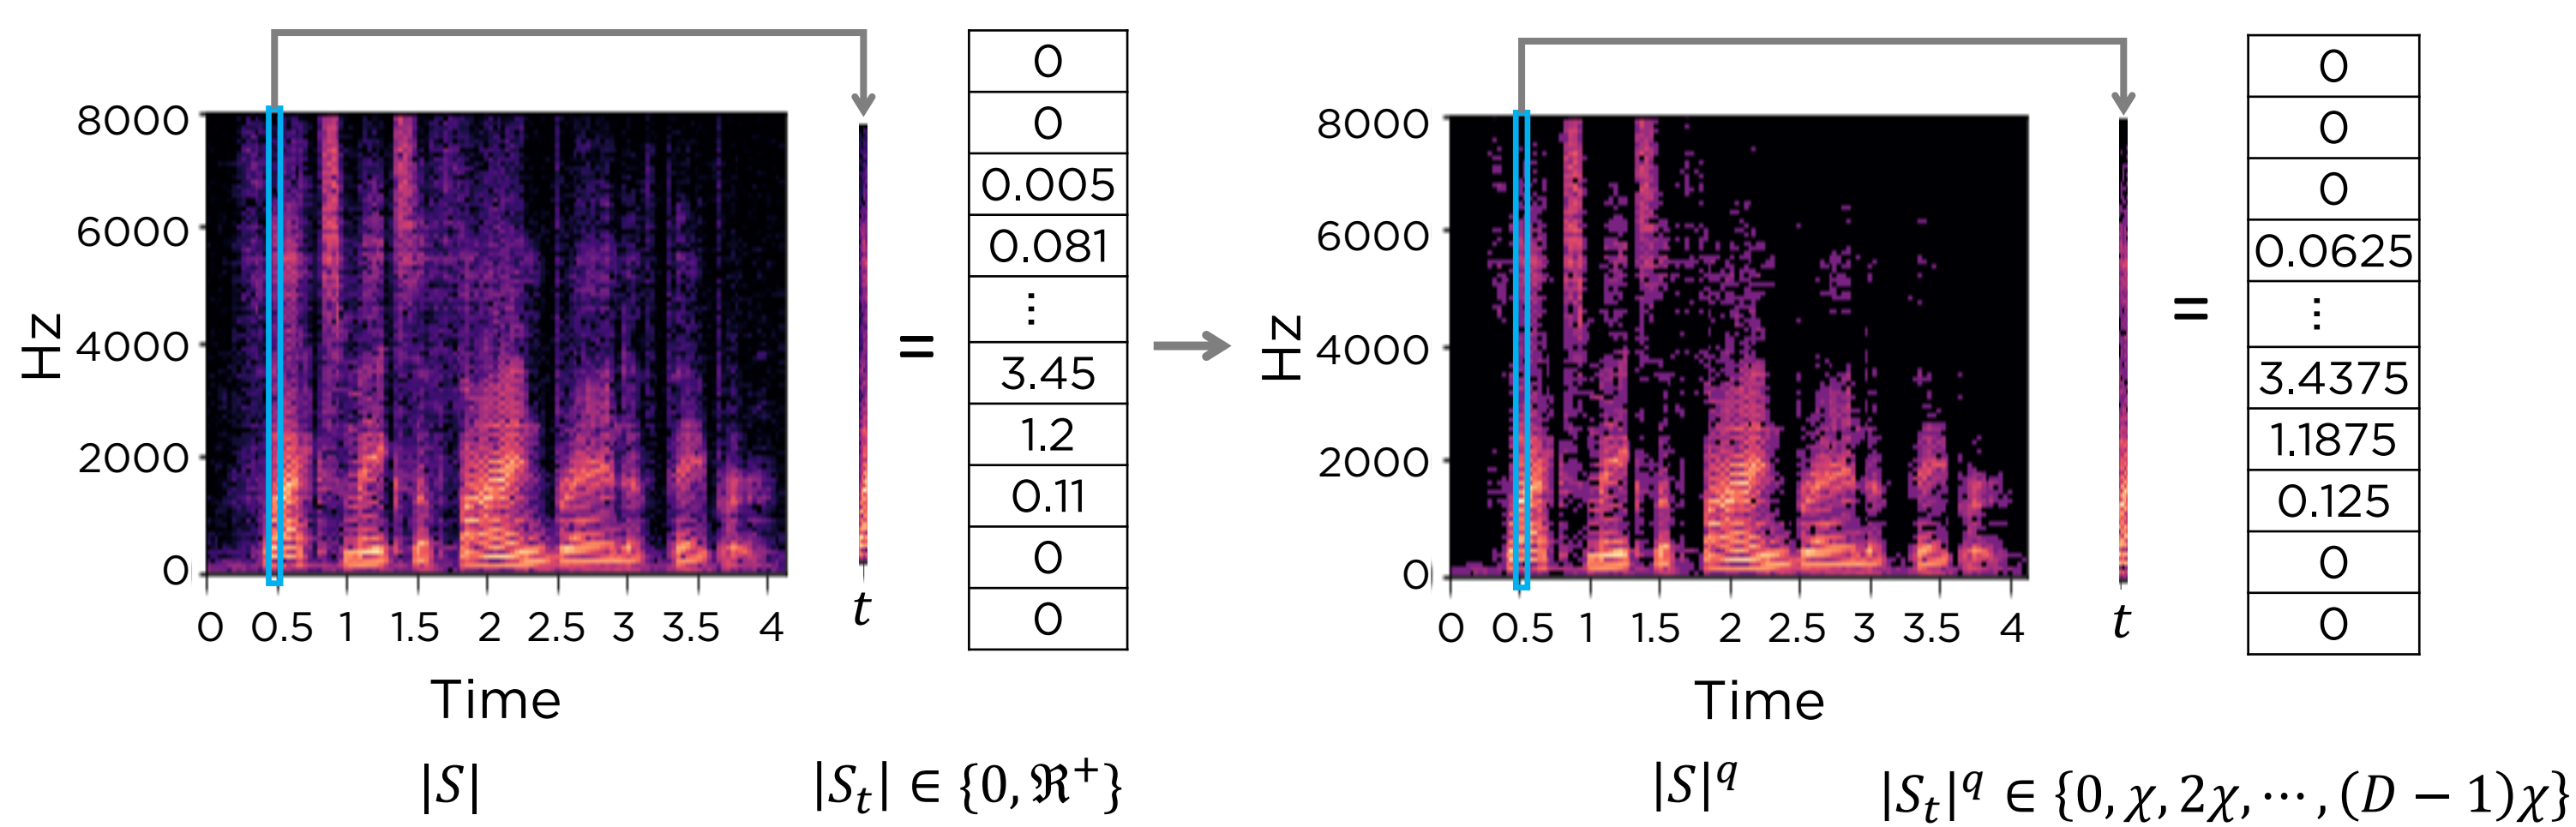 8000
6000
4000
2000
0
Hz
0 0.5 1 1.5 2 2.5 3 3.5 4
Time
|S|
t
=
0
0
0.005
0.081
⋮
3.45
1.2
0.11
0
0
|S_t| ∈ {0, ℜ⁺}
8000
6000
4000
2000
0
Hz
0 0.5 1 1.5 2 2.5 3 3.5 4
Time
|S|^q
t
=
0
0
0
0.0625
⋮
3.4375
1.1875
0.125
0
0
|S_t|^q ∈ {0, χ, 2χ, ⋯, (D − 1)χ}